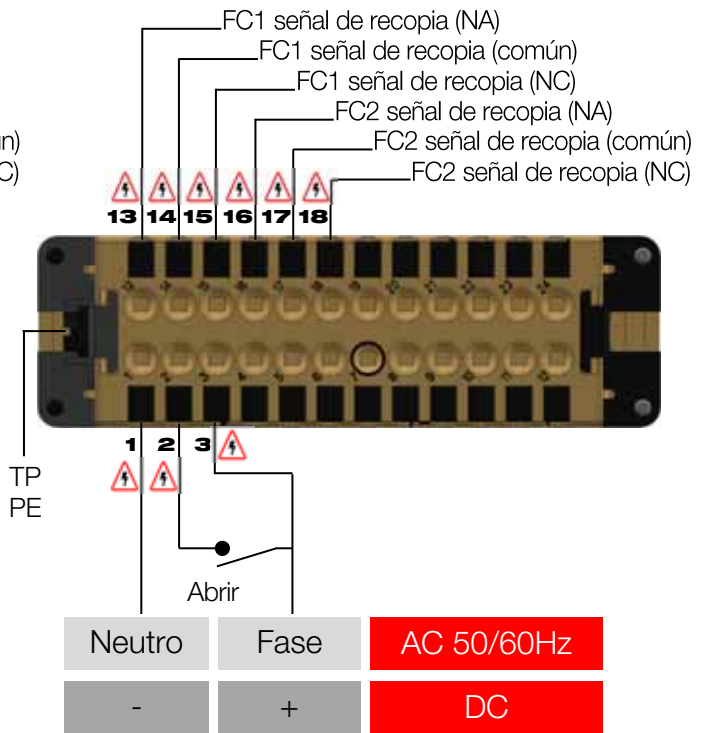 FC1 señal de recopia (NA)
FC1 señal de recopia (común)
FC1 señal de recopia (NC)
FC2 señal de recopia (NA)
FC2 señal de recopia (común)
FC2 señal de recopia (NC)
ún)
C)
13 14 15 16 17 18
1 2 3
TP
PE
Abrir
Neutro Fase AC 50/60Hz
- + DC